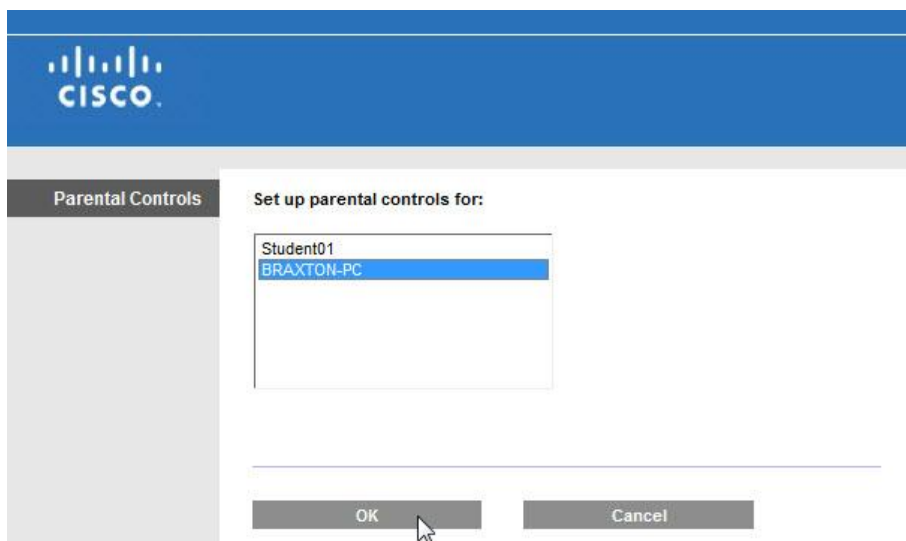 CISCO.
Parental Controls
Set up parental controls for:
Student01
BRAXTON-PC
OK
Cancel